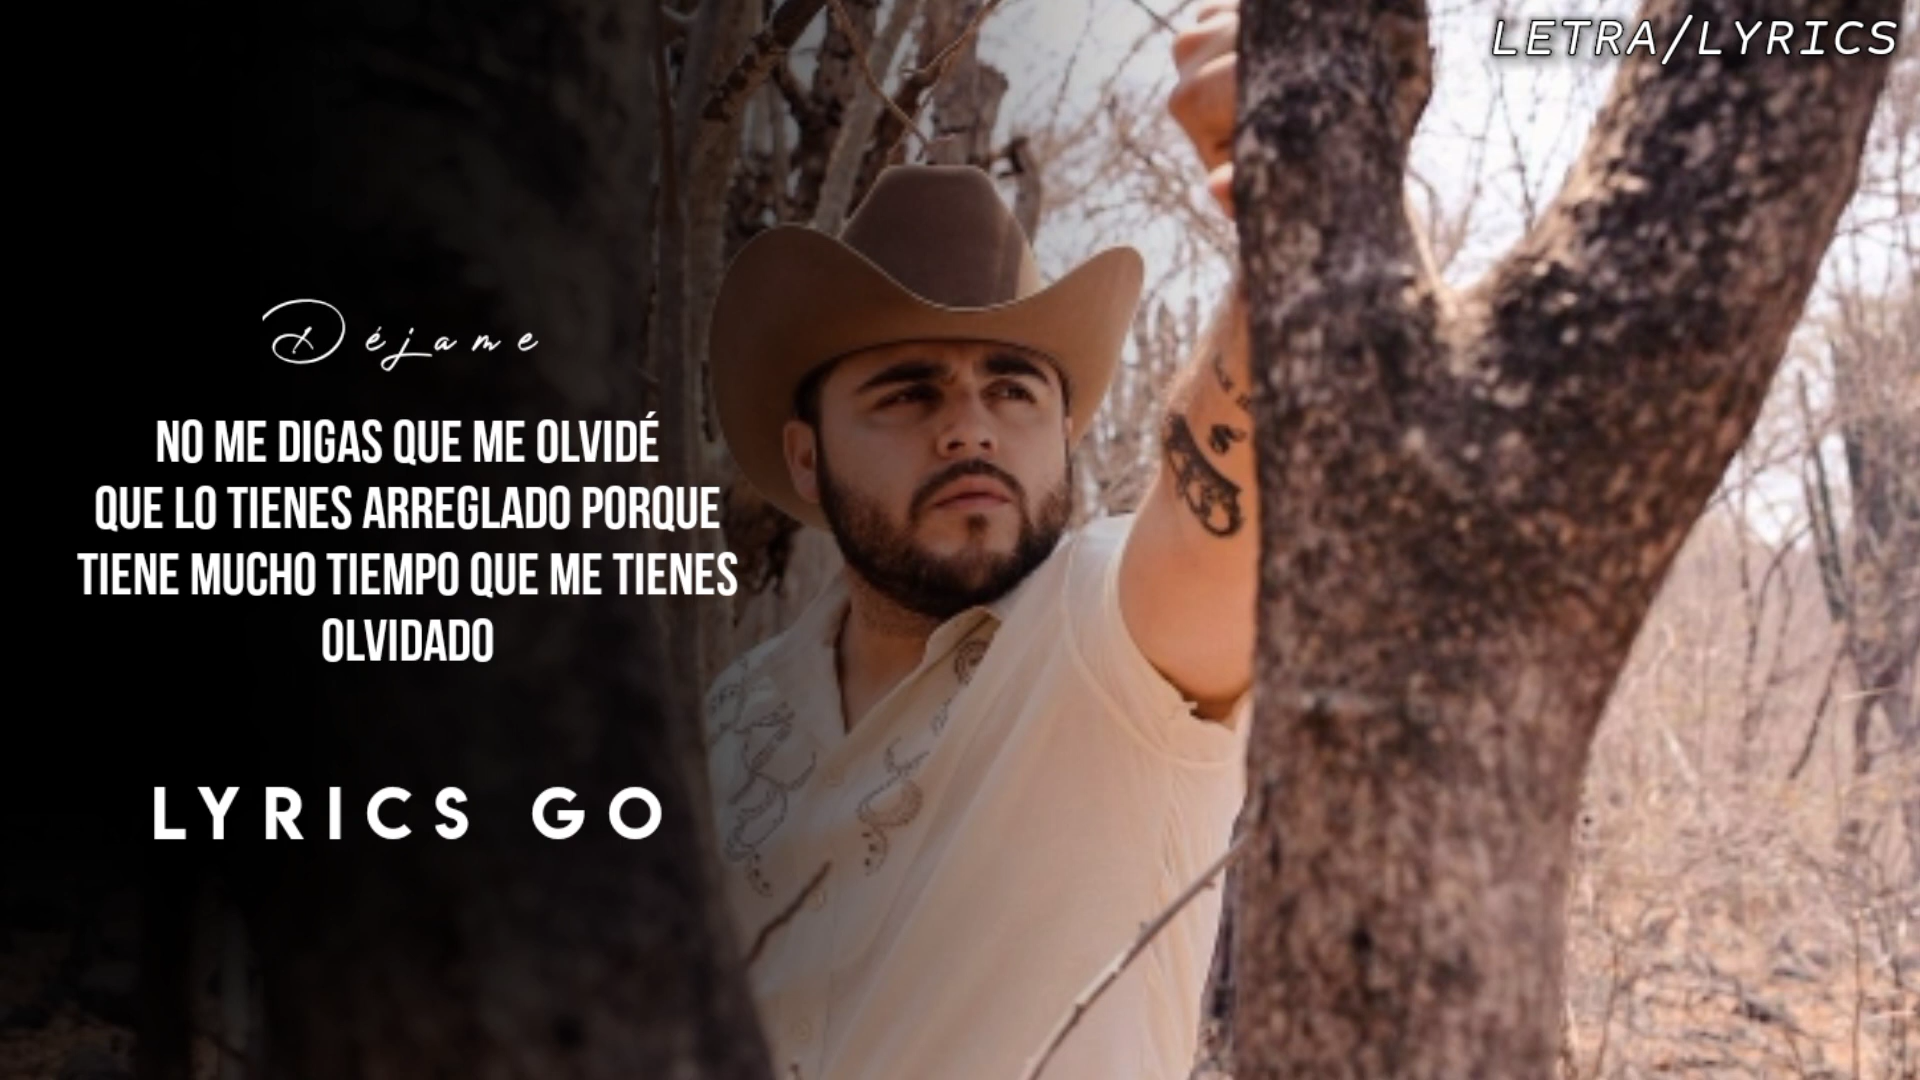 LETRA/LYRICS
Déjame
NO ME DIGAS QUE ME OLVIDÉ
QUE LO TIENES ARREGLADO PORQUE
TIENE MUCHO TIEMPO QUE ME TIENES
OLVIDADO
LYRICS GO